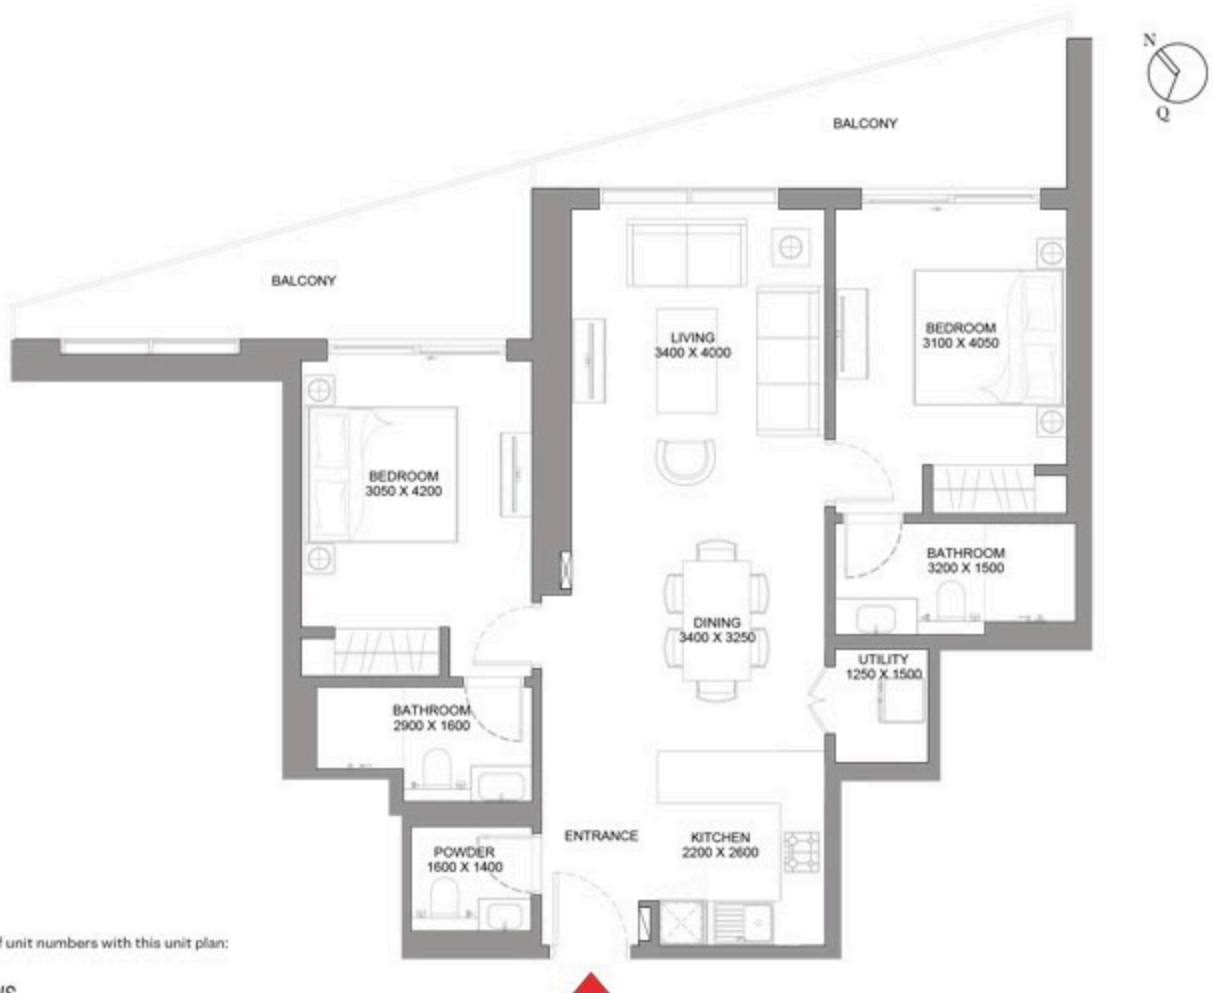 N
Q
BALCONY
BALCONY
LIVING
3400 X 4000
BEDROOM
3100 X 4050
BEDROOM
3050 X 4200
BATHROOM
3200 X 1500
DINING
3400 X 3250
UTILITY
1250 X 1500
BATHROOM
2900 X 1600
ENTRANCE
KITCHEN
2200 X 2600
POWDER
1600 X 1400
unit numbers with this unit plan: